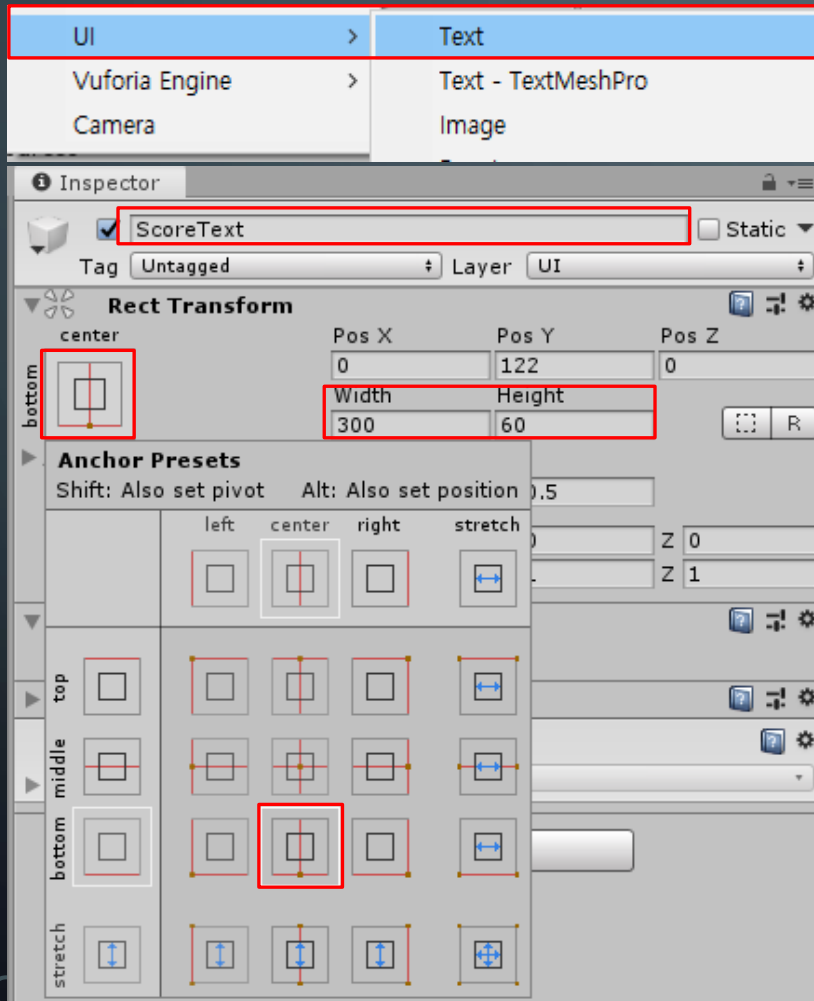 UI > Text
Vuforia Engine > Text - TextMeshPro
Camera Image
Inspector
ScoreText Static
Tag Untagged Layer UI
Rect Transform
center Pos X Pos Y Pos Z
bottom 0 122 0
Width Height
300 60 R
Anchor Presets
Shift: Also set pivot Alt: Also set position 0.5
left center right stretch
Z 0
Z 1
top
middle
bottom
stretch